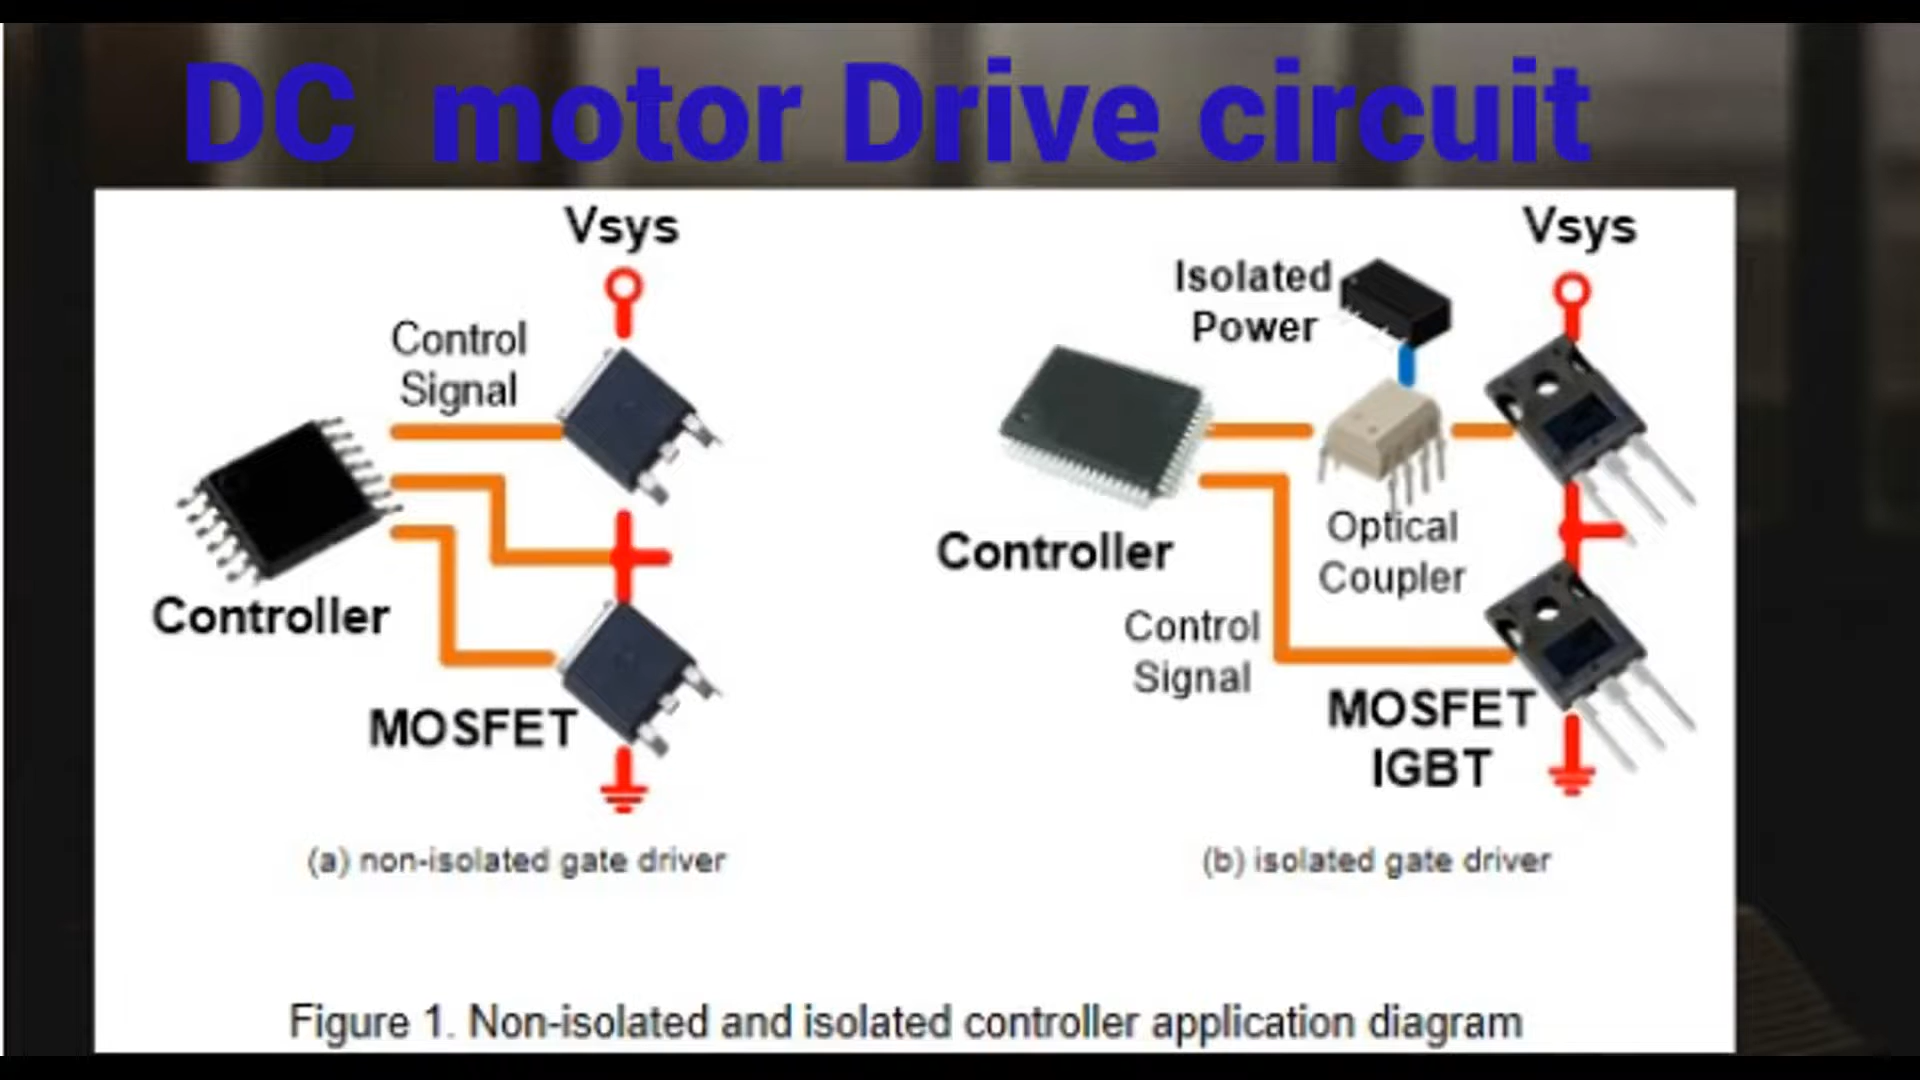 DC motor Drive circuit
Vsys
Control
Signal
Controller
MOSFET
(a) non-isolated gate driver
Vsys
Isolated
Power
Controller
Optical
Coupler
Control
Signal
MOSFET
IGBT
(b) isolated gate driver
Figure 1. Non-isolated and isolated controller application diagram